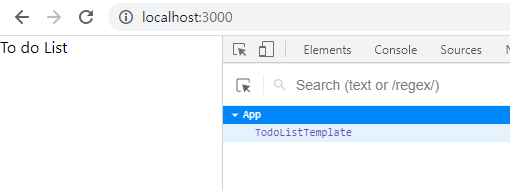 localhost:3000
To do List
Elements Console Sources
Search (text or /regex/)
App
TodoListTemplate